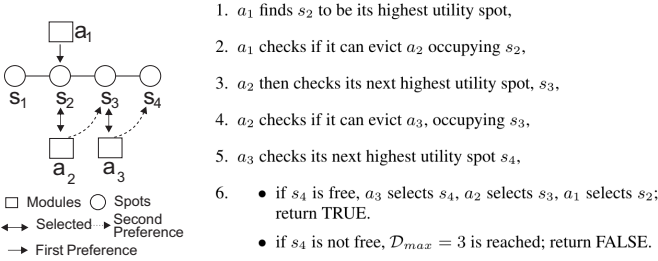 a₁
s₁ s₂ s₃ s₄
a₂ a₃
Modules Spots
Selected Second
Preference
First Preference
1. a₁ finds s₂ to be its highest utility spot,
2. a₁ checks if it can evict a₂ occupying s₂,
3. a₂ then checks its next highest utility spot, s₃,
4. a₂ checks if it can evict a₃, occupying s₃,
5. a₃ checks its next highest utility spot s₄,
6. • if s₄ is free, a₃ selects s₄, a₂ selects s₃, a₁ selects s₂;
return TRUE.
• if s₄ is not free, 𝒟ₘₐₓ = 3 is reached; return FALSE.